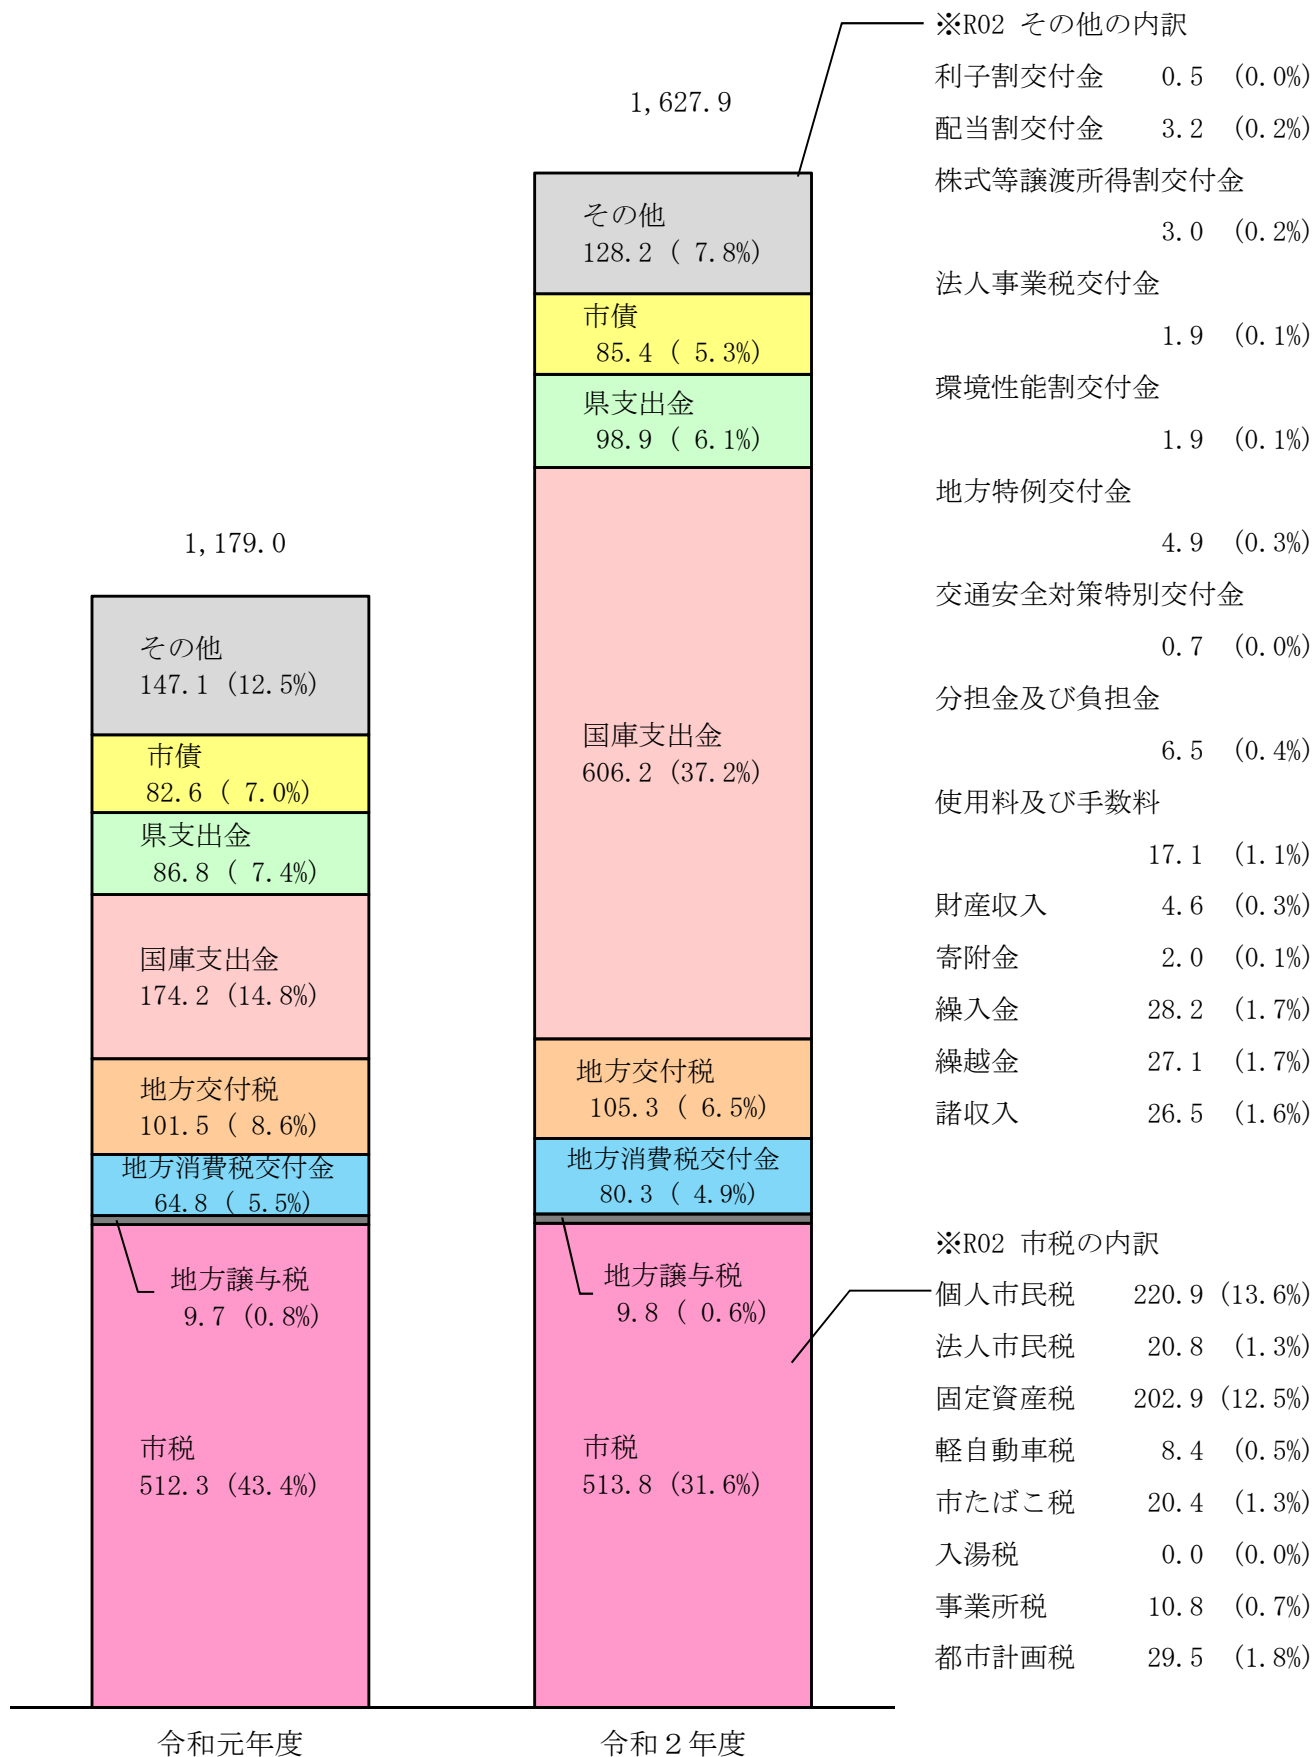 1,179.0
その他
147.1 (12.5%)
市債
82.6 ( 7.0%)
県支出金
86.8 ( 7.4%)
国庫支出金
174.2 (14.8%)
地方交付税
101.5 ( 8.6%)
地方消費税交付金
64.8 ( 5.5%)
地方譲与税
9.7 (0.8%)
市税
512.3 (43.4%)
令和元年度
1,627.9
その他
128.2 ( 7.8%)
市債
85.4 ( 5.3%)
県支出金
98.9 ( 6.1%)
国庫支出金
606.2 (37.2%)
地方交付税
105.3 ( 6.5%)
地方消費税交付金
80.3 ( 4.9%)
地方譲与税
9.8 ( 0.6%)
市税
513.8 (31.6%)
令和２年度
※R02 その他の内訳
利子割交付金 0.5 (0.0%)
配当割交付金 3.2 (0.2%)
株式等譲渡所得割交付金
3.0 (0.2%)
法人事業税交付金
1.9 (0.1%)
環境性能割交付金
1.9 (0.1%)
地方特例交付金
4.9 (0.3%)
交通安全対策特別交付金
0.7 (0.0%)
分担金及び負担金
6.5 (0.4%)
使用料及び手数料
17.1 (1.1%)
財産収入 4.6 (0.3%)
寄附金 2.0 (0.1%)
繰入金 28.2 (1.7%)
繰越金 27.1 (1.7%)
諸収入 26.5 (1.6%)
※R02 市税の内訳
個人市民税 220.9 (13.6%)
法人市民税 20.8 (1.3%)
固定資産税 202.9 (12.5%)
軽自動車税 8.4 (0.5%)
市たばこ税 20.4 (1.3%)
入湯税 0.0 (0.0%)
事業所税 10.8 (0.7%)
都市計画税 29.5 (1.8%)